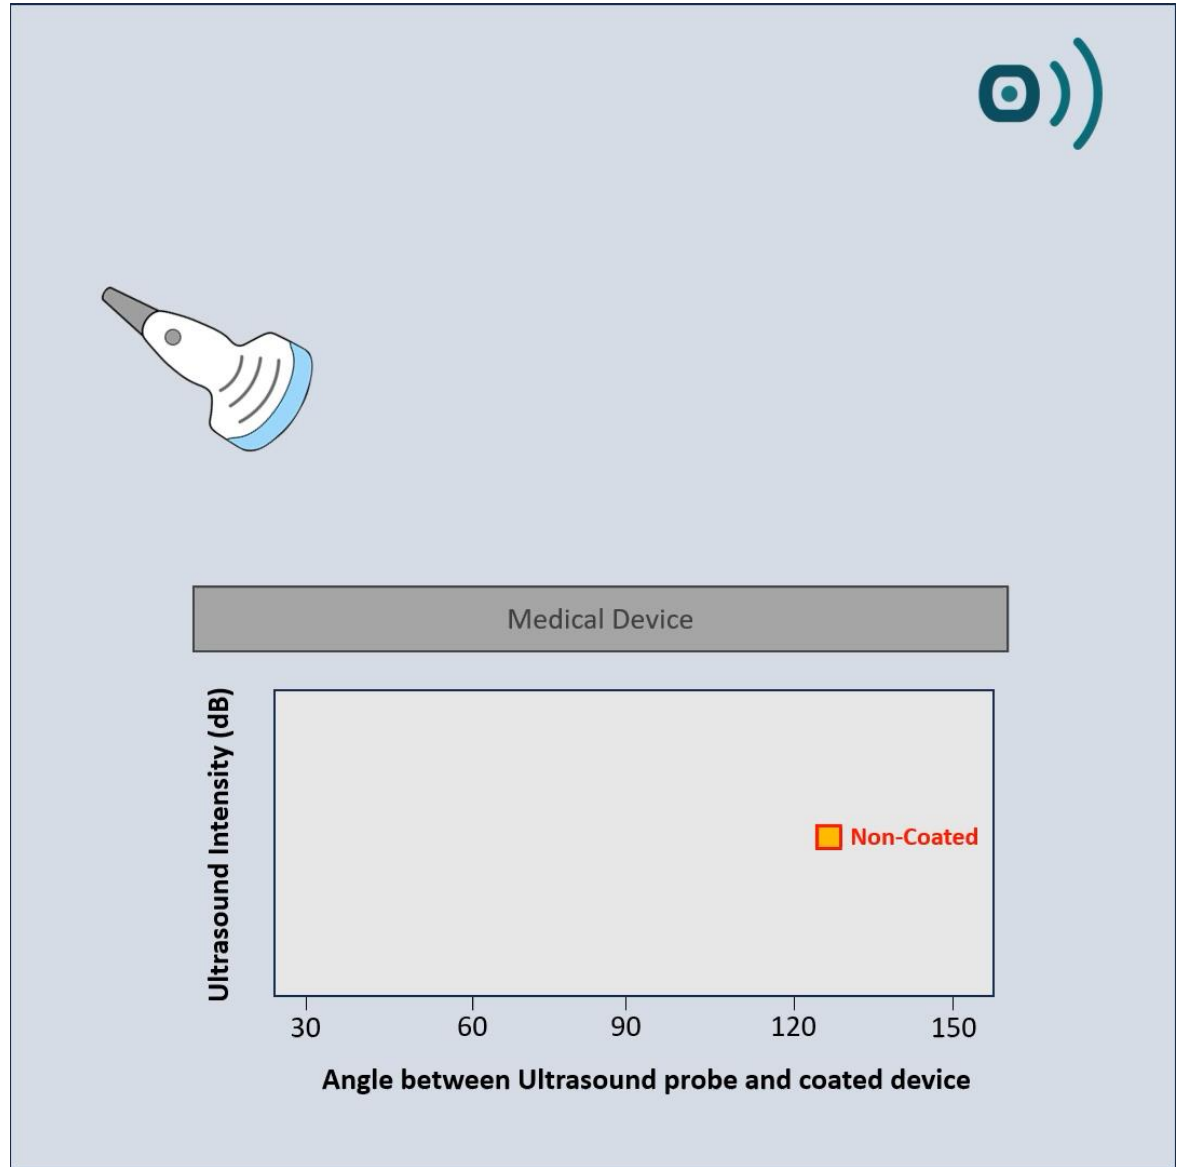 Medical Device
Ultrasound Intensity (dB)
Non-Coated
30 60 90 120 150
Angle between Ultrasound probe and coated device